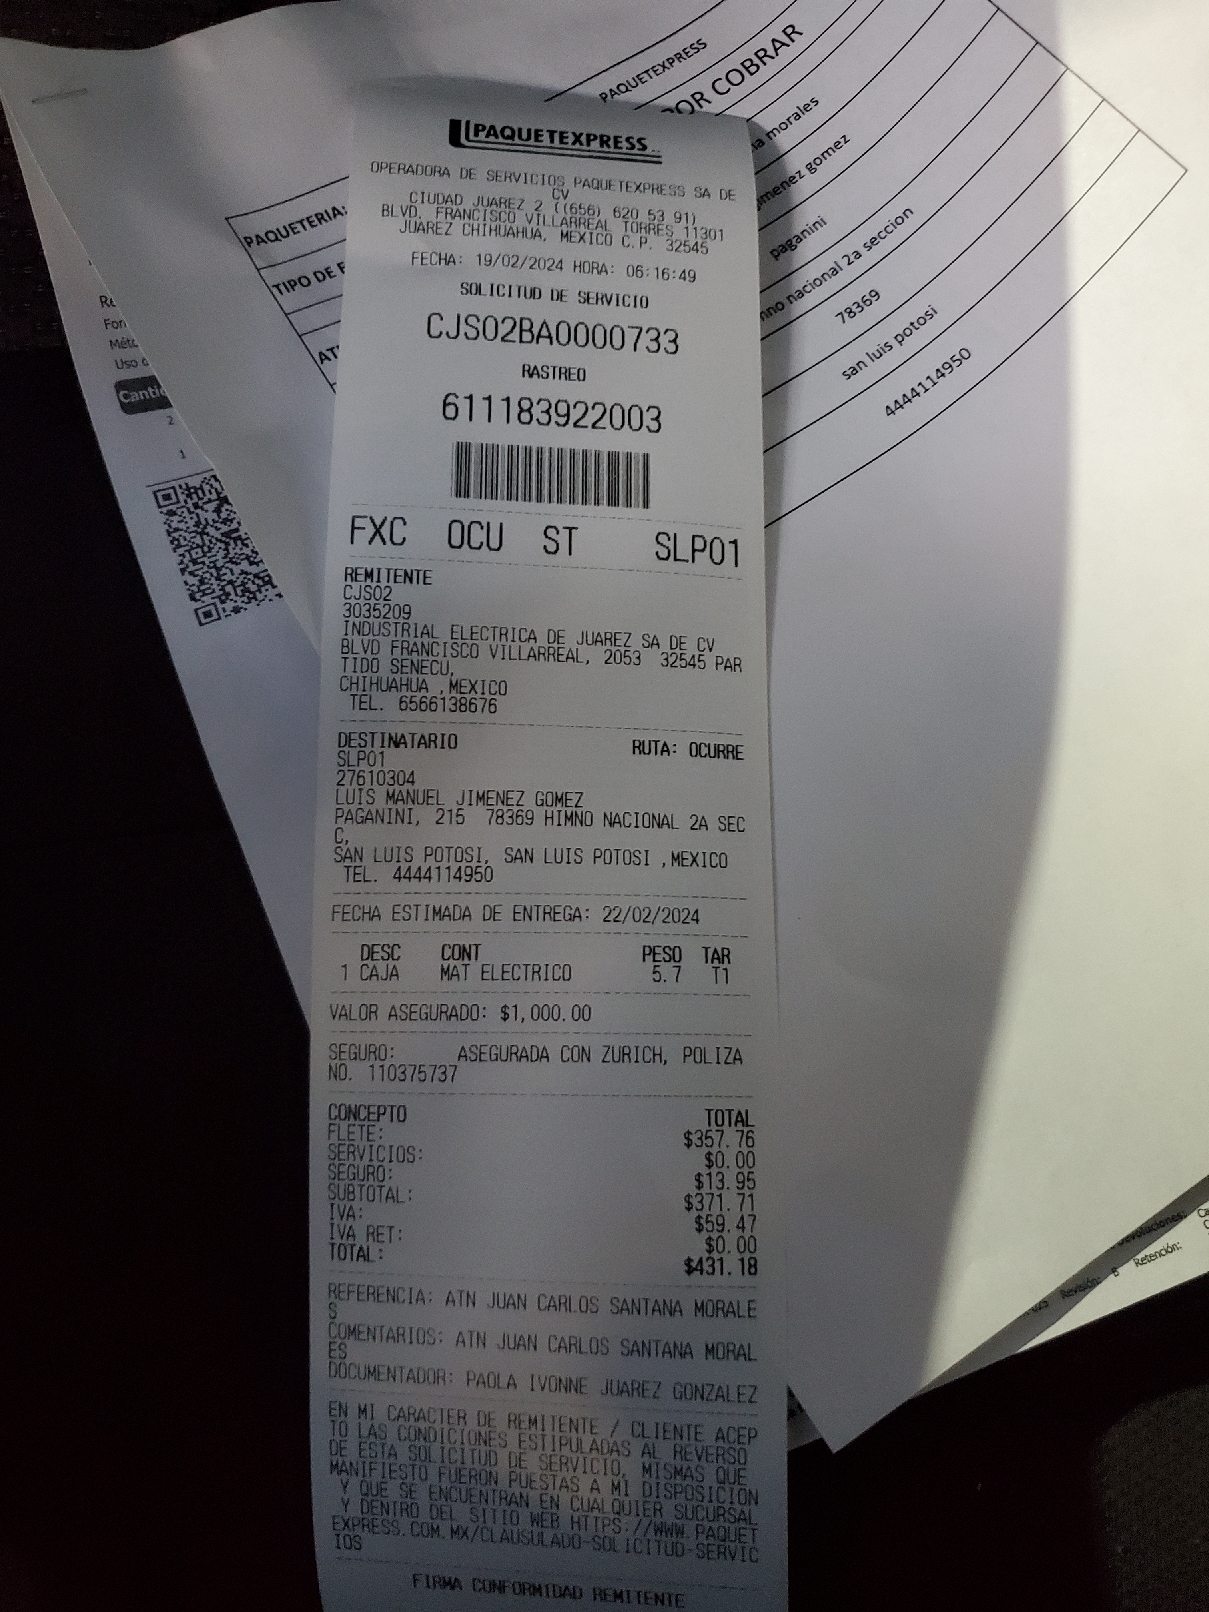 PAQUETEXPRESS
OPERADORA DE SERVICIOS PAQUETEXPRESS SA DE
CV
CIUDAD JUAREZ 2 ((656) 620 53 91)
BLVD. FRANCISCO VILLARREAL TORRES 11301
JUAREZ CHIHUAHUA, MEXICO C.P. 32545
FECHA: 19/02/2024 HORA: 06:16:49
SOLICITUD DE SERVICIO
CJS02BA0000733
RASTREO
611183922003
FXC OCU ST SLP01
REMITENTE
CJS02
3035209
INDUSTRIAL ELECTRICA DE JUAREZ SA DE CV
BLVD FRANCISCO VILLARREAL, 2053 32545 PAR
TIDO SENECU,
CHIHUAHUA ,MEXICO
TEL. 6566138676
DESTINATARIO RUTA: OCURRE
SLP01
27610304
LUIS MANUEL JIMENEZ GOMEZ
PAGANINI, 215 78369 HIMNO NACIONAL 2A SEC
C,
SAN LUIS POTOSI, SAN LUIS POTOSI ,MEXICO
TEL. 4444114950
FECHA ESTIMADA DE ENTREGA: 22/02/2024
DESC CONT PESO TAR
1 CAJA MAT ELECTRICO 5.7 T1
VALOR ASEGURADO: $1,000.00
SEGURO: ASEGURADA CON ZURICH, POLIZA
NO. 110375737
CONCEPTO TOTAL
FLETE: $357.76
SERVICIOS: $0.00
SEGURO: $13.95
SUBTOTAL: $371.71
IVA: $59.47
IVA RET: $0.00
TOTAL: $431.18
REFERENCIA: ATN JUAN CARLOS SANTANA MORALE
S
COMENTARIOS: ATN JUAN CARLOS SANTANA MORAL
ES
DOCUMENTADOR: PAOLA IVONNE JUAREZ GONZALEZ
EN MI CARACTER DE REMITENTE / CLIENTE ACEP
TO LAS CONDICIONES ESTIPULADAS AL REVERSO
DE ESTA SOLICITUD DE SERVICIO, MISMAS QUE
MANIFIESTO FUERON PUESTAS A MI DISPOSICION
Y QUE SE ENCUENTRAN EN CUALQUIER SUCURSAL
Y DENTRO DEL SITIO WEB HTTPS://WWW.PAQUET
EXPRESS.COM.MX/CLAUSULADO-SOLICITUD-SERVIC
IOS
FIRMA CONFORMIDAD REMITENTE
PAQUETERIA: PAQUETEXPRESS
TIPO DE OR COBRAR
AT morales
menez gomez
paganini
nacional 2a seccion
78369
san luis potosi
4444114950
For
Uso
Canti
2
1
Revisión: B
Retención: